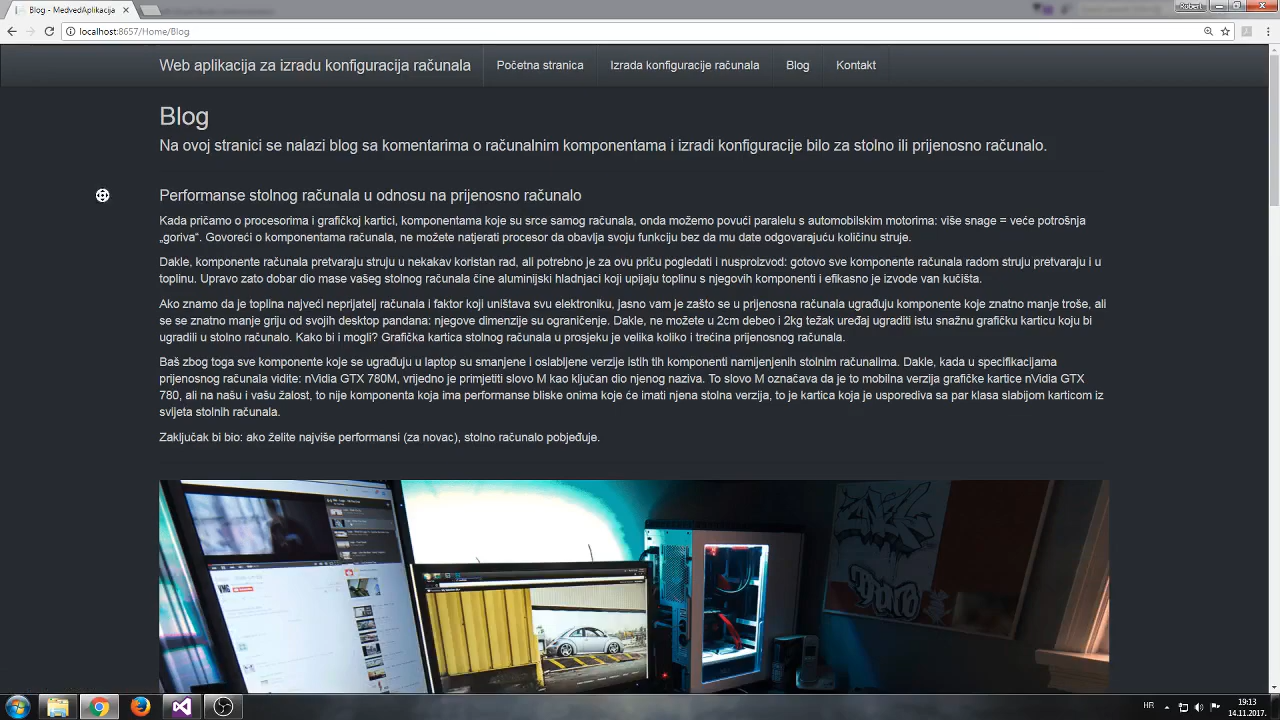 Blog - MedvedAplikacija
Robert
localhost:8657/Home/Blog
Web aplikacija za izradu konfiguracija računala
Početna stranica
Izrada konfiguracije računala
Blog
Kontakt
Blog
Na ovoj stranici se nalazi blog sa komentarima o računalnim komponentama i izradi konfiguracije bilo za stolno ili prijenosno računalo.
Performanse stolnog računala u odnosu na prijenosno računalo
Kada pričamo o procesorima i grafičkoj kartici, komponentama koje su srce samog računala, onda možemo povući paralelu s automobilskim motorima: više snage = veće potrošnja
„goriva“. Govoreći o komponentama računala, ne možete natjerati procesor da obavlja svoju funkciju bez da mu date odgovarajuću količinu struje.
Dakle, komponente računala pretvaraju struju u nekakav koristan rad, ali potrebno je za ovu priču pogledati i nusproizvod: gotovo sve komponente računala radom struju pretvaraju i u
toplinu. Upravo zato dobar dio mase vašeg stolnog računala čine aluminijski hladnjaci koji upijaju toplinu s njegovih komponenti i efikasno je izvode van kućišta.
Ako znamo da je toplina najveći neprijatelj računala i faktor koji uništava svu elektroniku, jasno vam je zašto se u prijenosna računala ugrađuju komponente koje znatno manje troše, ali
se se znatno manje griju od svojih desktop pandana: njegove dimenzije su ograničenje. Dakle, ne možete u 2cm debeo i 2kg težak uređaj ugraditi istu snažnu grafičku karticu koju bi
ugradili u stolno računalo. Kako bi i mogli? Grafička kartica stolnog računala u prosjeku je velika koliko i trećina prijenosnog računala.
Baš zbog toga sve komponente koje se ugrađuju u laptop su smanjene i oslabljene verzije istih tih komponenti namijenjenih stolnim računalima. Dakle, kada u specifikacijama
prijenosnog računala vidite: nVidia GTX 780M, vrijedno je primjetiti slovo M kao ključan dio njenog naziva. To slovo M označava da je to mobilna verzija grafičke kartice nVidia GTX
780, ali na našu i vašu žalost, to nije komponenta koja ima performanse bliske onima koje će imati njena stolna verzija, to je kartica koja je usporediva sa par klasa slabijom karticom iz
svijeta stolnih računala.
Zaključak bi bio: ako želite najviše performansi (za novac), stolno računalo pobjeđuje.
HR
19:13
14.11.2017.